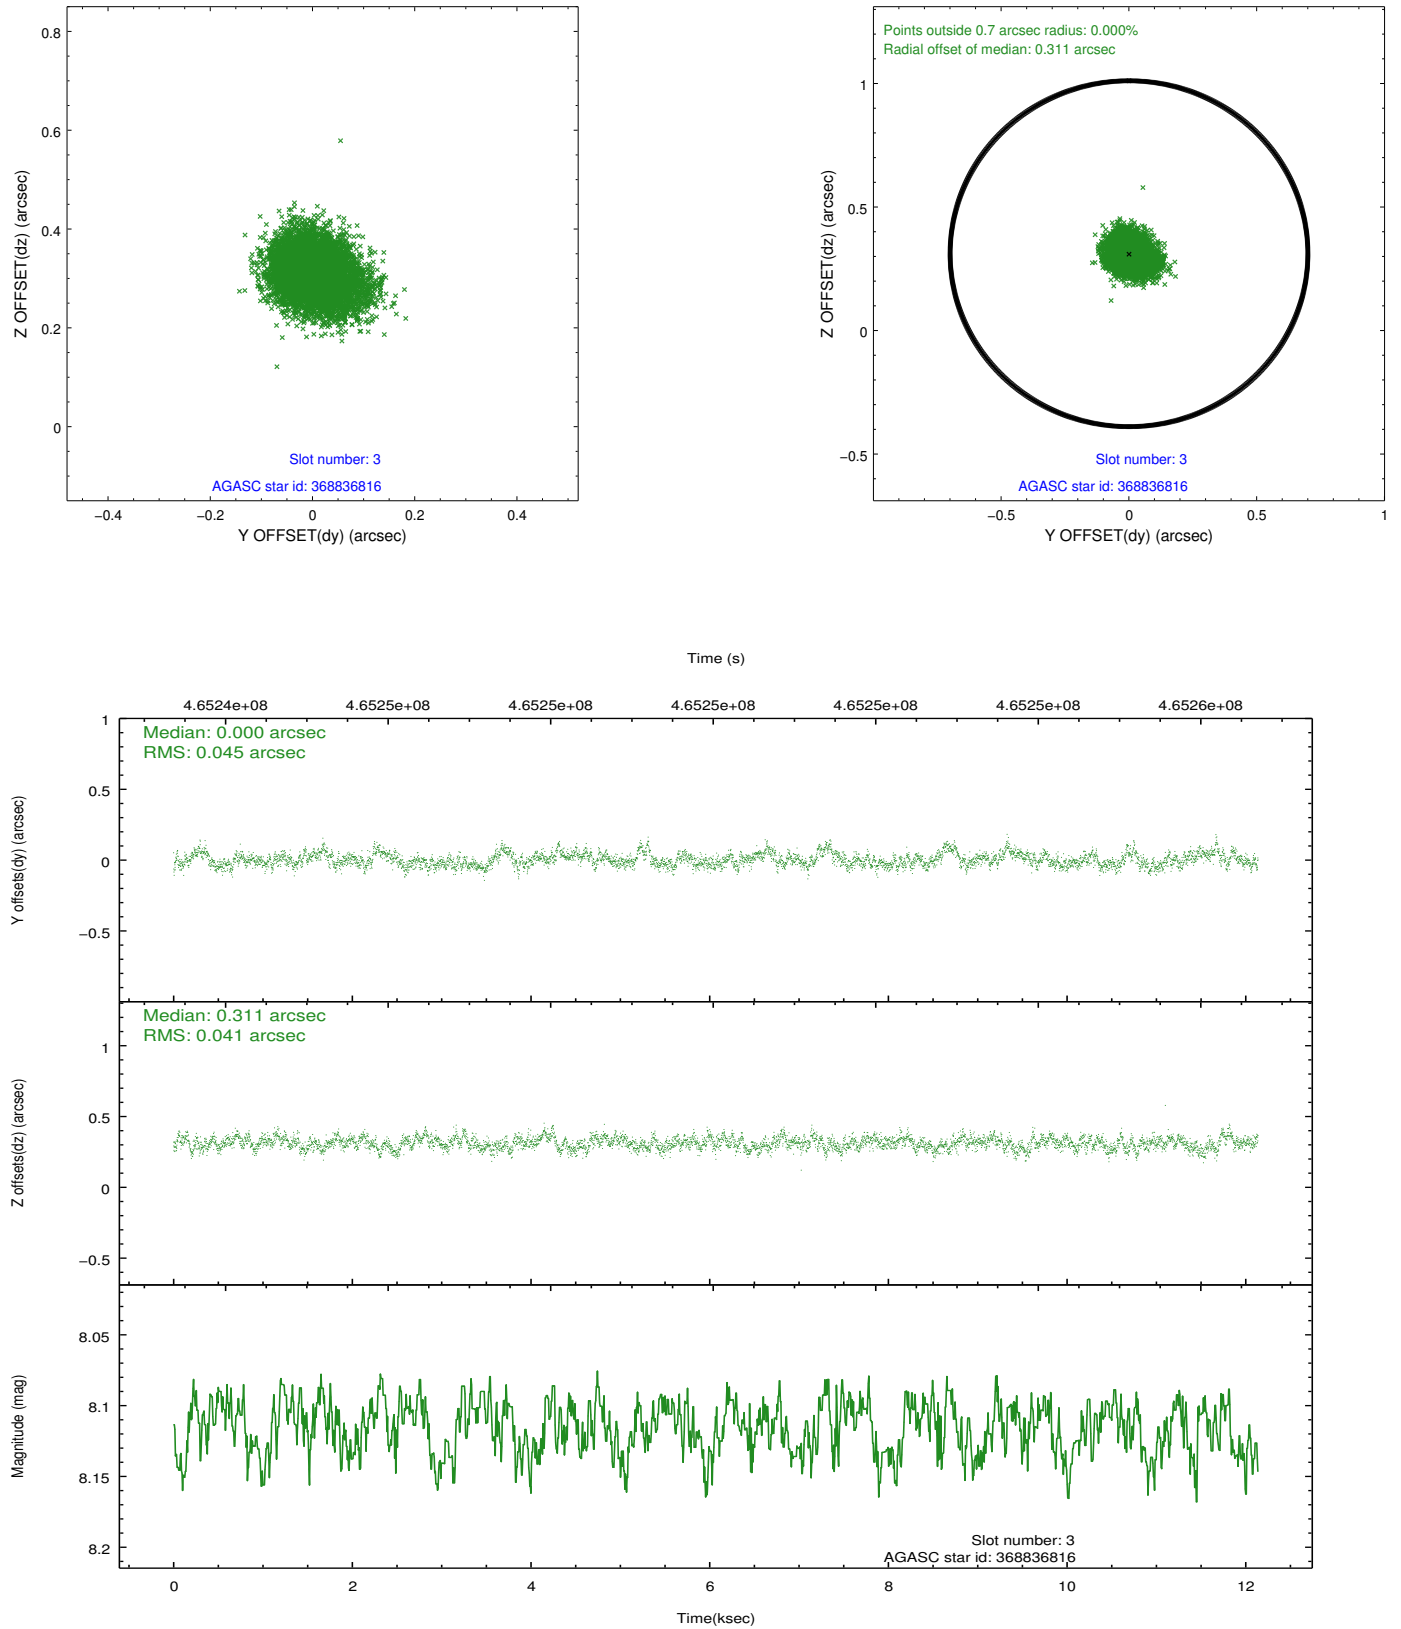 0.8
0.6
0.4
0.2
0
−0.4
−0.2
0
0.2
0.4
Z OFFSET(dz) (arcsec)
Y OFFSET(dy) (arcsec)
Slot number: 3
AGASC star id: 368836816
Points outside 0.7 arcsec radius: 0.000%
Radial offset of median: 0.311 arcsec
1
0.5
0
−0.5
−0.5
0
0.5
1
Z OFFSET(dz) (arcsec)
Y OFFSET(dy) (arcsec)
Slot number: 3
AGASC star id: 368836816
Time (s)
4.6524e+08
4.6525e+08
4.6525e+08
4.6525e+08
4.6525e+08
4.6525e+08
4.6526e+08
Median: 0.000 arcsec
RMS: 0.045 arcsec
1
0.5
0
−0.5
Y offsets(dy) (arcsec)
Median: 0.311 arcsec
RMS: 0.041 arcsec
1
0.5
0
−0.5
Z offsets(dz) (arcsec)
8.05
8.1
8.15
8.2
Magnitude (mag)
Slot number: 3
AGASC star id: 368836816
0
2
4
6
8
10
12
Time(ksec)